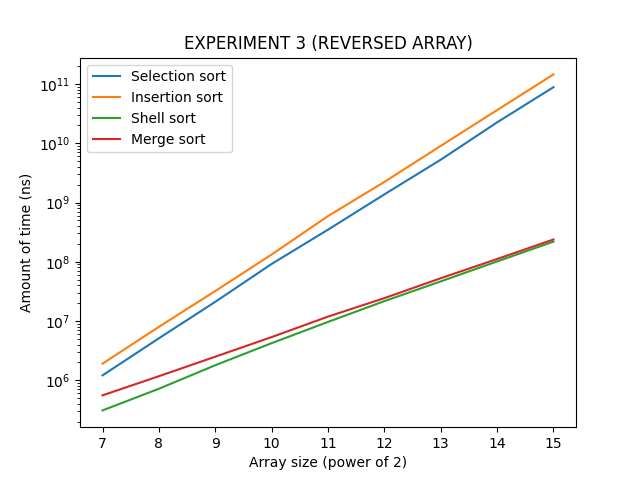 EXPERIMENT 3 (REVERSED ARRAY)
Selection sort
Insertion sort
Shell sort
Merge sort
Amount of time (ns)
10^11
10^10
10^9
10^8
10^7
10^6
7 8 9 10 11 12 13 14 15
Array size (power of 2)